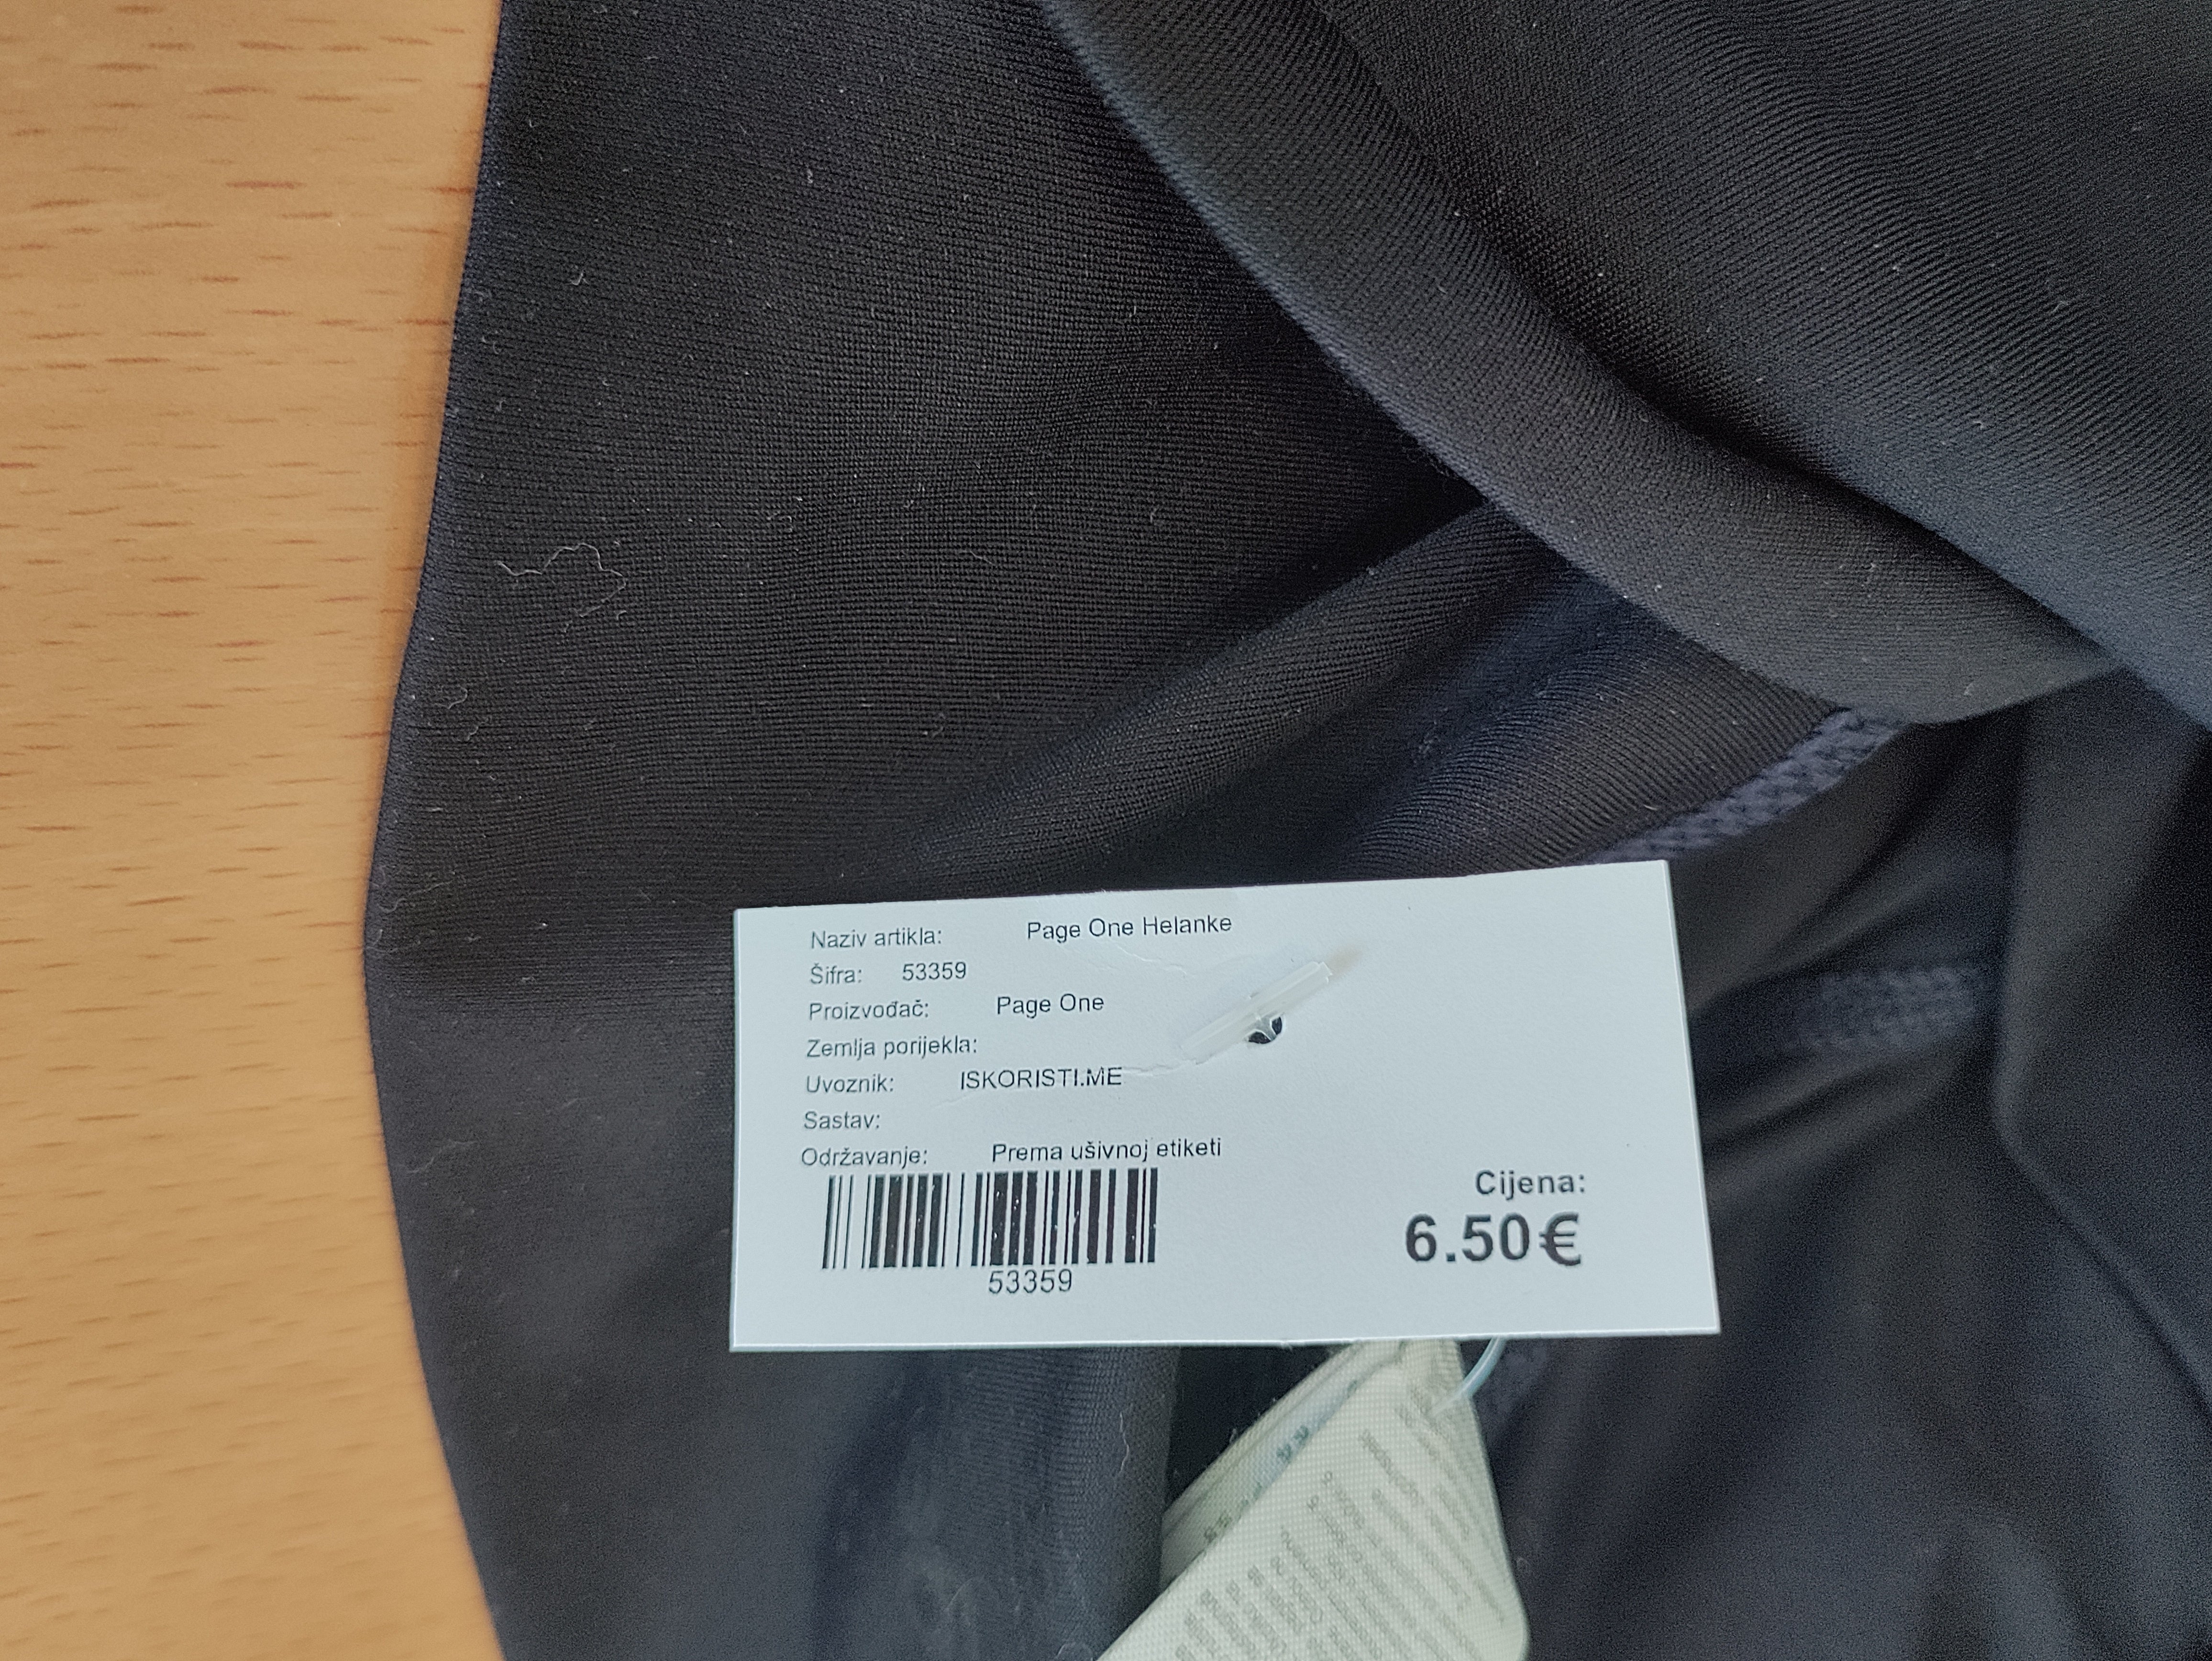 Naziv artikla: Page One Helanke
Šifra: 53359
Proizvođač: Page One
Zemlja porijekla:
Uvoznik: ISKORISTI.ME
Sastav:
Održavanje: Prema ušivnoj etiketi
53359
Cijena:
6.50€